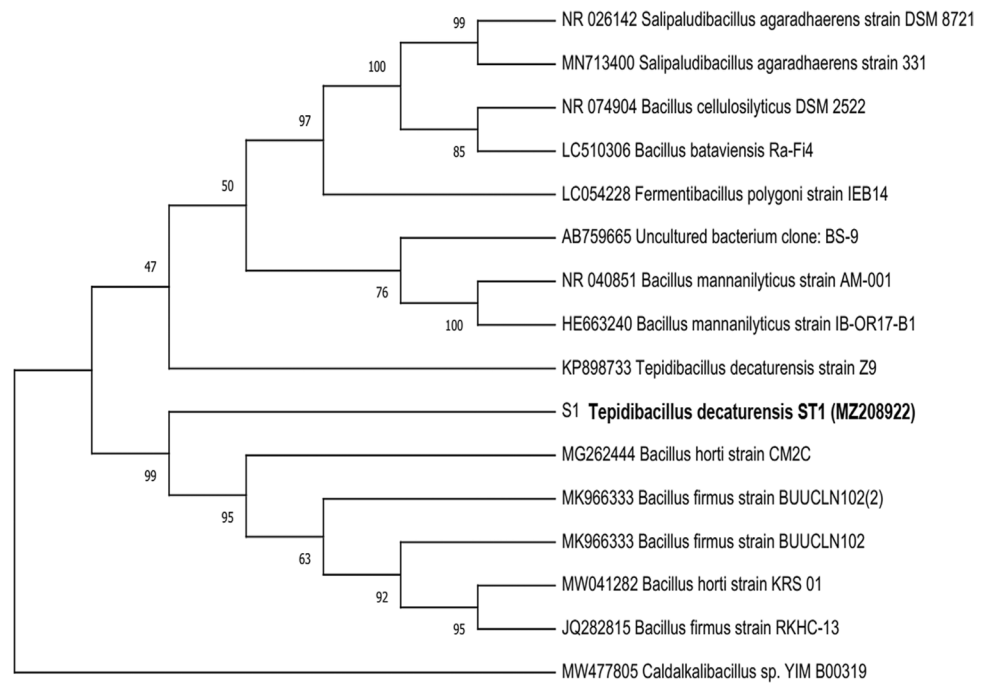 99
NR 026142 Salipaludibacillus agaradhaerens strain DSM 8721
MN713400 Salipaludibacillus agaradhaerens strain 331
100
NR 074904 Bacillus cellulosilyticus DSM 2522
85
LC510306 Bacillus bataviensis Ra-Fi4
97
LC054228 Fermentibacillus polygoni strain IEB14
50
AB759665 Uncultured bacterium clone: BS-9
76
NR 040851 Bacillus mannanilyticus strain AM-001
100
HE663240 Bacillus mannanilyticus strain IB-OR17-B1
47
KP898733 Tepidibacillus decaturensis strain Z9
S1 Tepidibacillus decaturensis ST1 (MZ208922)
99
MG262444 Bacillus horti strain CM2C
95
MK966333 Bacillus firmus strain BUUCLN102(2)
63
MK966333 Bacillus firmus strain BUUCLN102
92
MW041282 Bacillus horti strain KRS 01
95
JQ282815 Bacillus firmus strain RKHC-13
MW477805 Caldalkalibacillus sp. YIM B00319